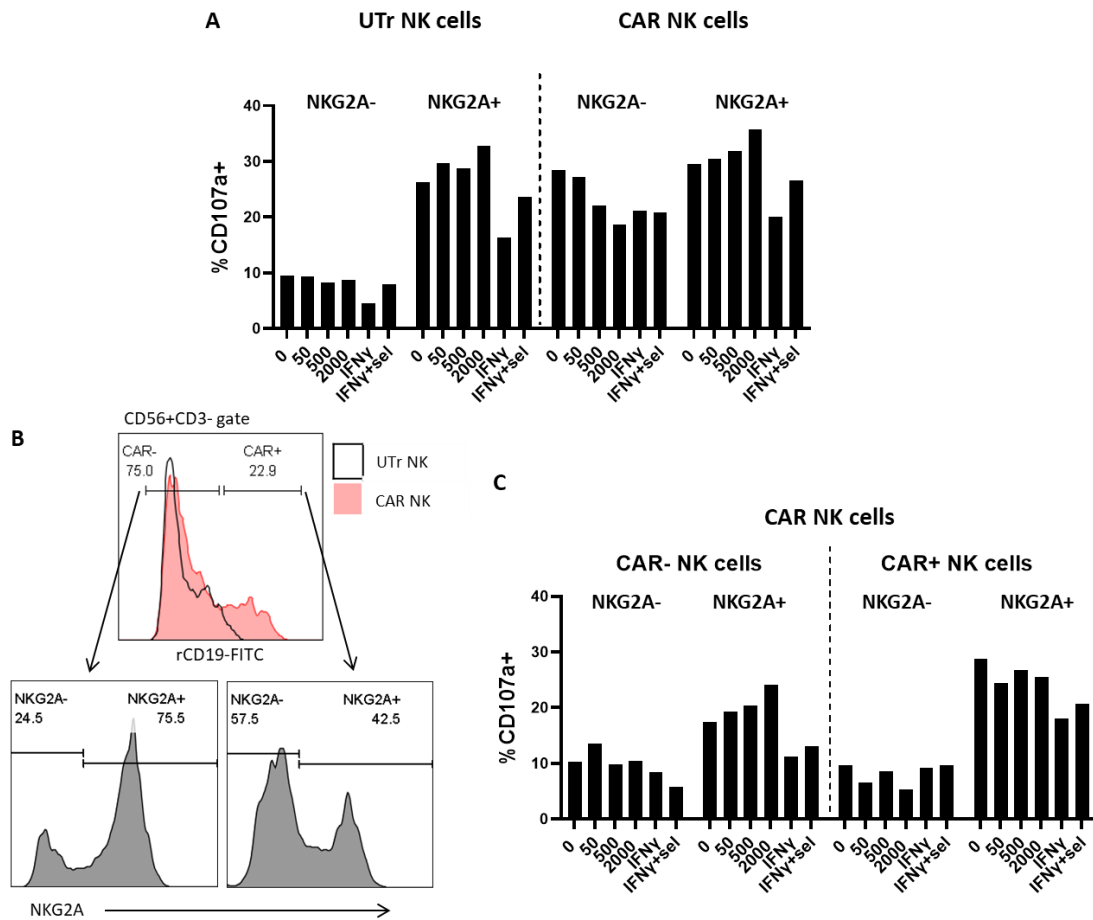 A
UTr NK cells
CAR NK cells
NKG2A-
NKG2A+
NKG2A-
NKG2A+
% CD107a+
40
30
20
10
0
0 50 500 2000 IFNγ IFNγ+sel
0 50 500 2000 IFNγ IFNγ+sel
0 50 500 2000 IFNγ IFNγ+sel
0 50 500 2000 IFNγ IFNγ+sel
B
CD56+CD3- gate
CAR-
75.0
CAR+
22.9
UTr NK
CAR NK
rCD19-FITC
NKG2A-
24.5
NKG2A+
75.5
NKG2A-
57.5
NKG2A+
42.5
NKG2A
C
CAR NK cells
CAR- NK cells
CAR+ NK cells
NKG2A-
NKG2A+
NKG2A-
NKG2A+
% CD107a+
40
30
20
10
0
0 50 500 2000 IFNγ IFNγ+sel
0 50 500 2000 IFNγ IFNγ+sel
0 50 500 2000 IFNγ IFNγ+sel
0 50 500 2000 IFNγ IFNγ+sel